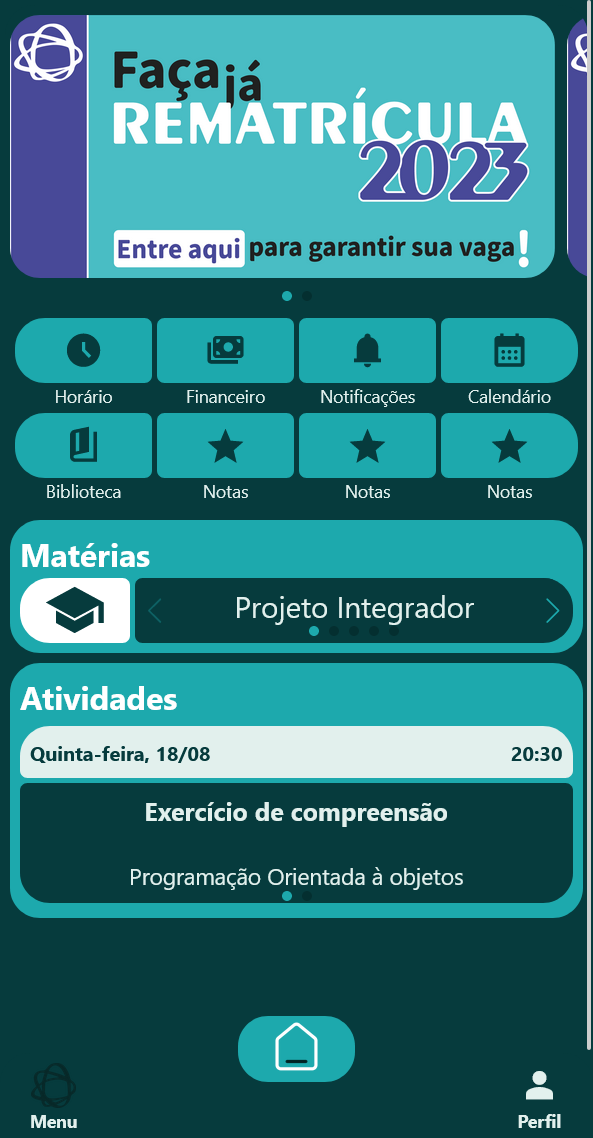 Faça já
REMATRÍCULA
2023
Entre aqui para garantir sua vaga!
Horário Financeiro Notificações Calendário
Biblioteca Notas Notas Notas
Matérias
Projeto Integrador
Atividades
Quinta-feira, 18/08 20:30
Exercício de compreensão
Programação Orientada à objetos
Menu Perfil